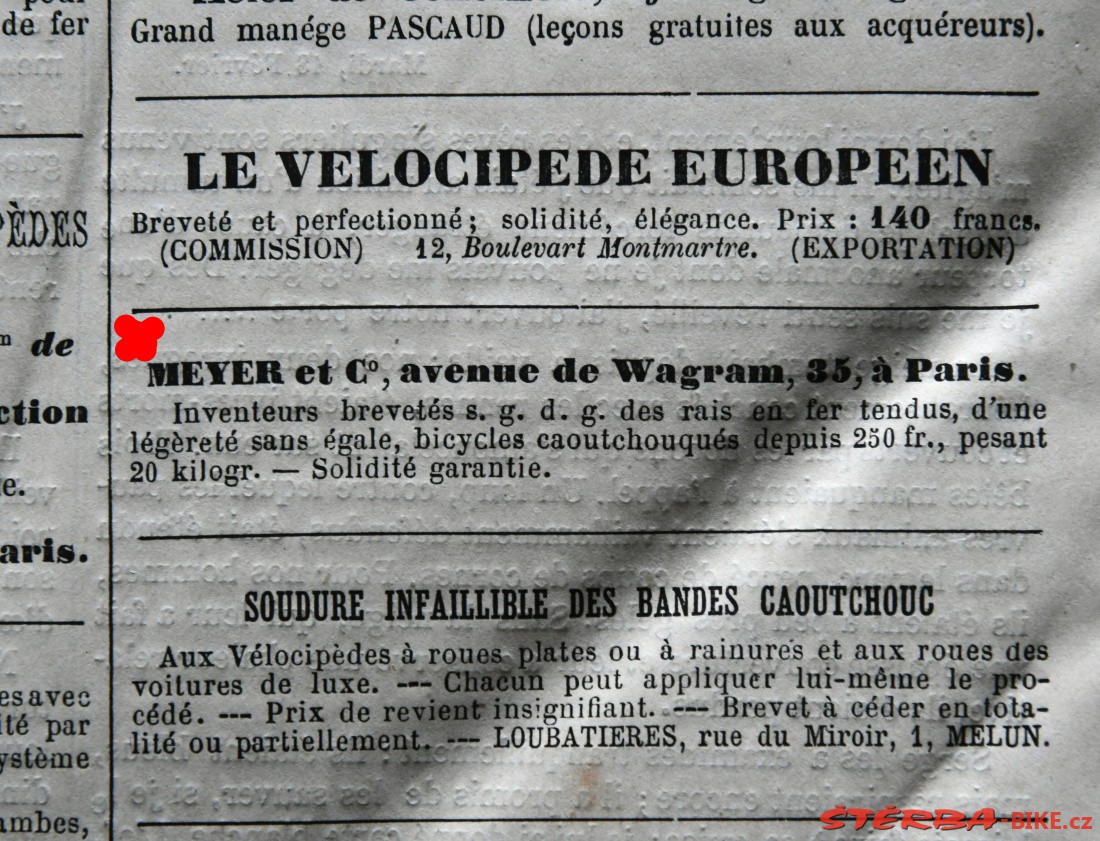 de fer
PÈDES
de
ction
e.
aris.
es avec
ité par
ystème
ambes,
Grand manége PASCAUD (leçons gratuites aux acquéreurs).
LE VELOCIPEDE EUROPEEN
Breveté et perfectionné; solidité, élégance. Prix : 140 francs.
(COMMISSION) 12, Boulevart Montmartre. (EXPORTATION)
MEYER et Cº, avenue de Wagram, 35, à Paris.
Inventeurs brevetés s. g. d. g. des rais en fer tendus, d'une
légèreté sans égale, bicycles caoutchouqués depuis 250 fr., pesant
20 kilogr. — Solidité garantie.
SOUDURE INFAILLIBLE DES BANDES CAOUTCHOUC
Aux Vélocipèdes à roues plates ou à rainures et aux roues des
voitures de luxe. --- Chacun peut appliquer lui-même le pro-
cédé. --- Prix de revient insignifiant. --- Brevet à céder en tota-
lité ou partiellement. --- LOUBATIERES, rue du Miroir, 1, MELUN.
ŠTĚRBA-BIKE.cz